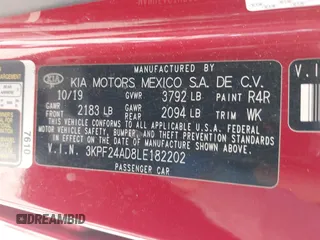 MANUFACTURED BY
KIA KIA MOTORS MEXICO S.A. DE C.V.
10/19 GVWR 3792 LB PAINT R4R
GAWR FRONT 2183 LB GAWR REAR 2094 LB TRIM WK
THIS VEHICLE CONFORMS TO ALL APPLICABLE FEDERAL
MOTOR VEHICLE SAFETY, BUMPER, AND THEFT PREVENTION
STANDARDS IN EFFECT ON THE DATE OF MANUFACTURE
SHOWN ABOVE.
V.I.N. 3KPF24AD8LE182202
PASSENGER CAR
7610
V.I.N
DREAMBID